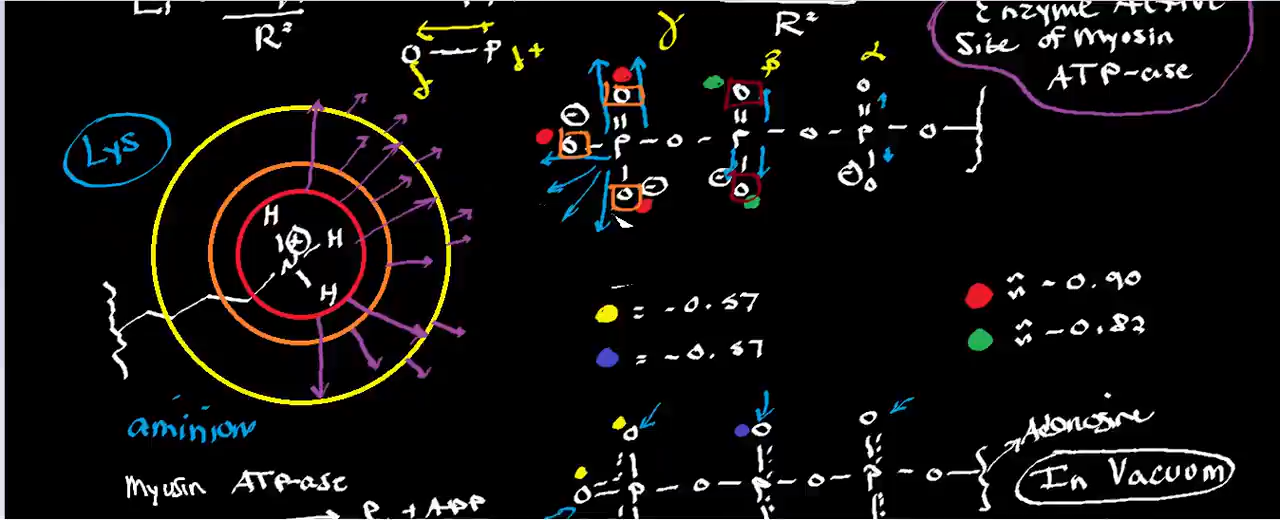 R²
R²
Enzyme Active
Site of Myosin
ATP-ase
O — P
γ
β
α
Lys
H
H
N
H
O
O
O
O - P - O - P - O - P - O
O
O
O
= -0.57
= -0.57
≈ -0.90
≈ -0.82
aminion
Adenosine
In Vacuum
O
O
O
O = P - O - P - O - P - O
Myosin ATP-ase
P + ADP